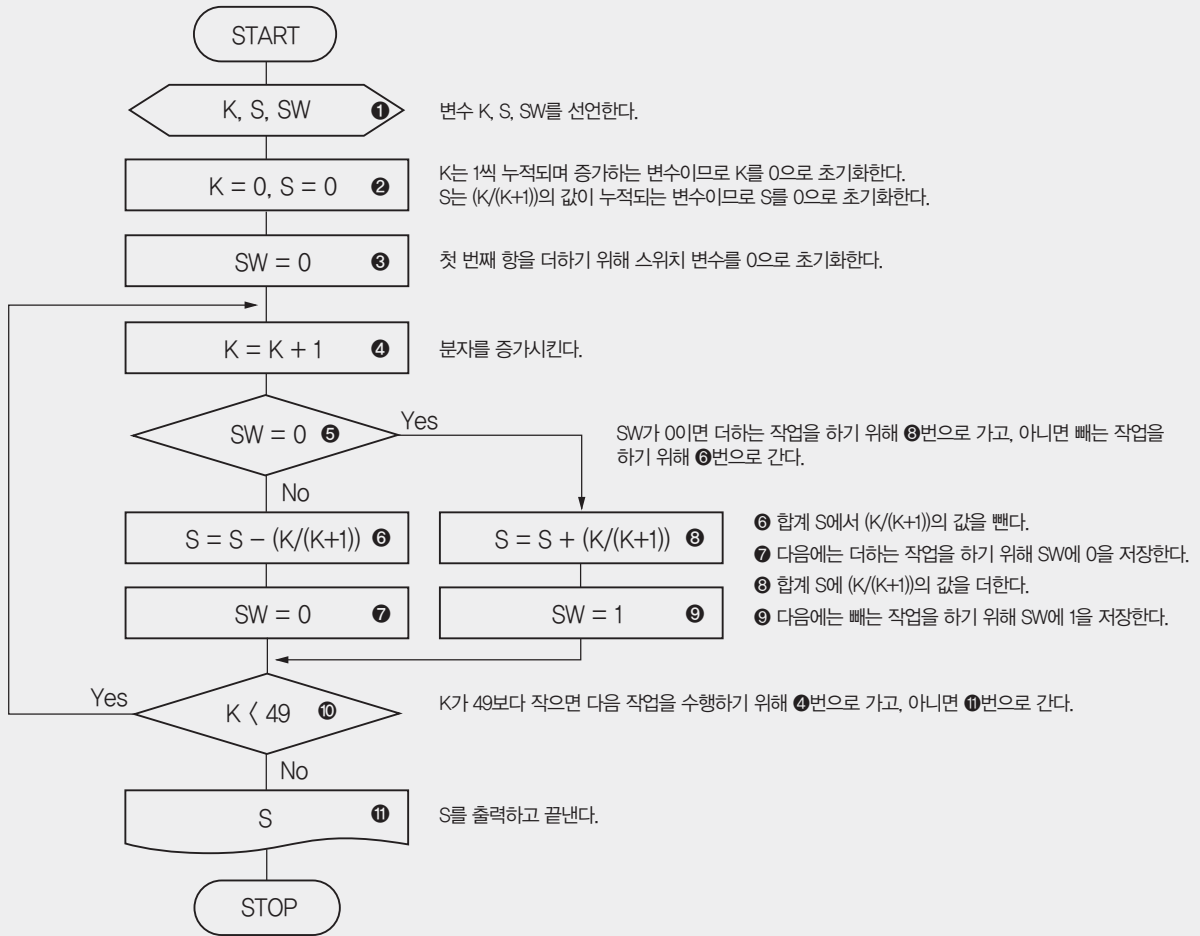 START
K, S, SW ❶
변수 K, S, SW를 선언한다.
K = 0, S = 0 ❷
K는 1씩 누적되며 증가하는 변수이므로 K를 0으로 초기화한다.
S는 (K/(K+1))의 값이 누적되는 변수이므로 S를 0으로 초기화한다.
SW = 0 ❸
첫 번째 항을 더하기 위해 스위치 변수를 0으로 초기화한다.
K = K + 1 ❹
분자를 증가시킨다.
SW = 0 ❺
Yes
SW가 0이면 더하는 작업을 하기 위해 ❽번으로 가고, 아니면 빼는 작업을
하기 위해 ❻번으로 간다.
No
S = S − (K/(K+1)) ❻
S = S + (K/(K+1)) ❽
❻ 합계 S에서 (K/(K+1))의 값을 뺀다.
❼ 다음에는 더하는 작업을 하기 위해 SW에 0을 저장한다.
❽ 합계 S에 (K/(K+1))의 값을 더한다.
❾ 다음에는 빼는 작업을 하기 위해 SW에 1을 저장한다.
SW = 0 ❼
SW = 1 ❾
Yes
K < 49 ❿
K가 49보다 작으면 다음 작업을 수행하기 위해 ❹번으로 가고, 아니면 ⓫번으로 간다.
No
S ⓫
S를 출력하고 끝낸다.
STOP